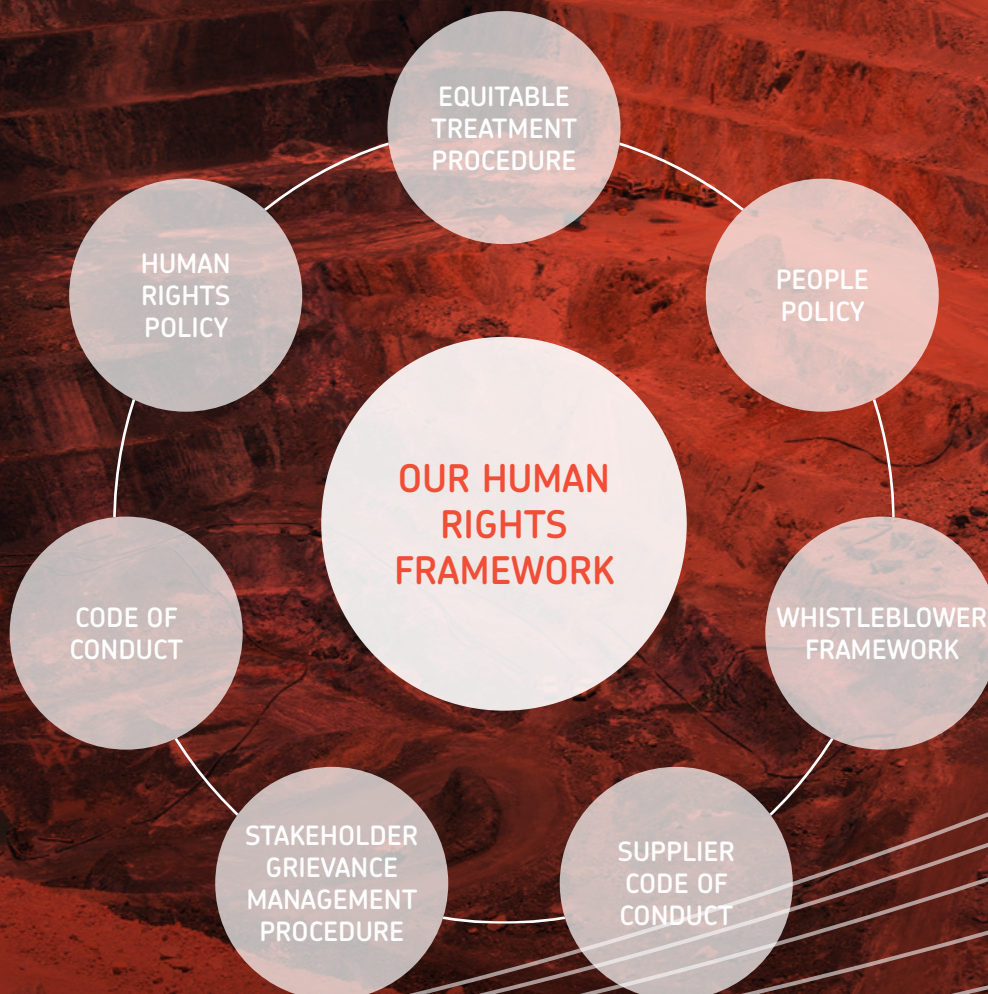 EQUITABLE
TREATMENT
PROCEDURE
HUMAN
RIGHTS
POLICY
PEOPLE
POLICY
OUR HUMAN
RIGHTS
FRAMEWORK
CODE OF
CONDUCT
WHISTLEBLOWER
FRAMEWORK
STAKEHOLDER
GRIEVANCE
MANAGEMENT
PROCEDURE
SUPPLIER
CODE OF
CONDUCT